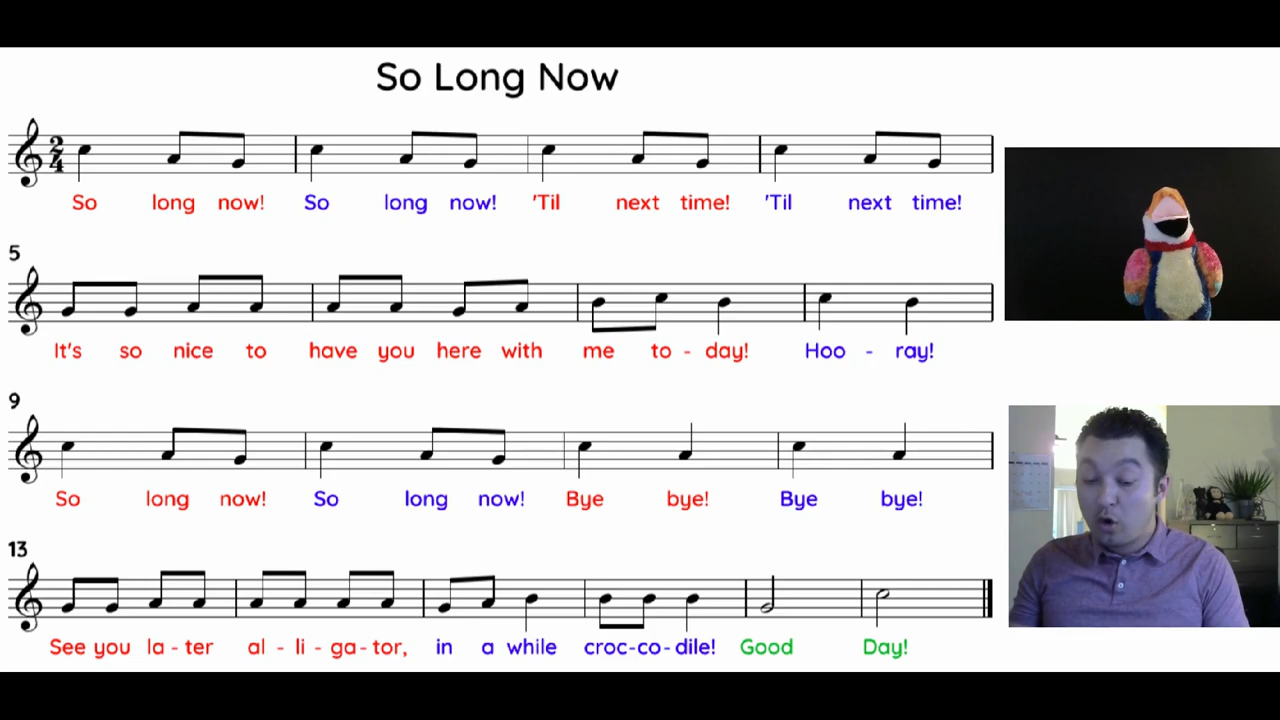 So Long Now
2
4
So long now! So long now! 'Til next time! 'Til next time!
5
It's so nice to have you here with me to - day! Hoo - ray!
9
So long now! So long now! Bye bye! Bye bye!
13
See you la - ter al - li - ga - tor, in a while croc-co - dile! Good Day!